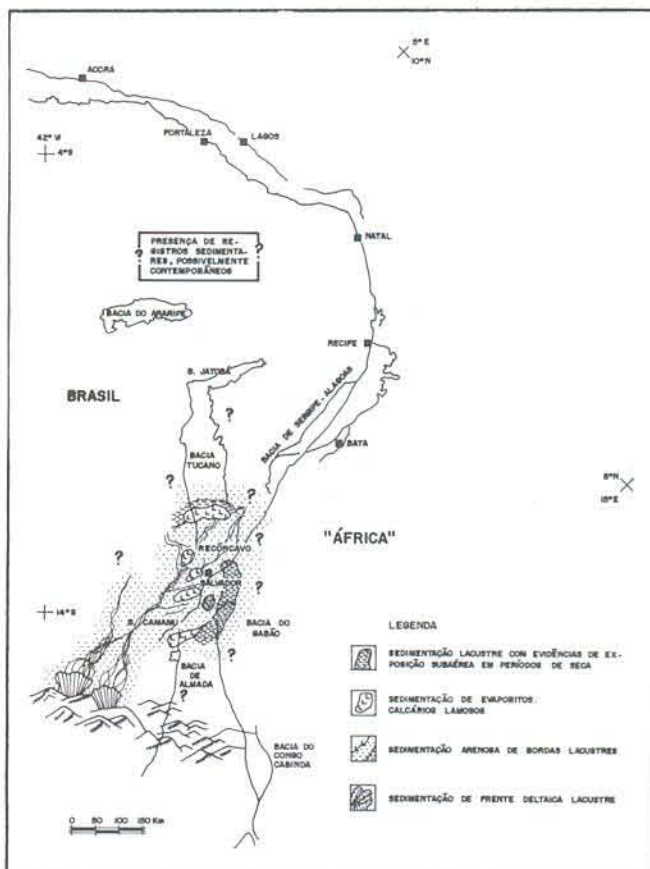 5° E
10° N
ACCRA
FORTALEZA
LAGOS
42° W
4° S
NATAL
? PRESENÇA DE RE- ?
GISTROS SEDIMENTA-
RES, POSSIVELMENTE
CONTEMPORÂNEOS
BACIA DO ARARIPE
RECIFE
B. JATOBÁ
BRASIL
BACIA DE SERGIPE-ALAGOAS
?
BATA
BACIA
TUCANO
5° N
15° E
?
?
RECÔNCAVO
"ÁFRICA"
?
?
SALVADOR
?
14° S
B. CAMAMU
BACIA DO
GABÃO
BACIA
DE
ALMADA
?
?
BACIA DO
CONGO
CABINDA
0 50 100 150 Km
LEGENDA
SEDIMENTAÇÃO LACUSTRE COM EVIDÊNCIAS DE EX-
POSIÇÃO SUBAÉREA EM PERÍODOS DE SECA
SEDIMENTAÇÃO DE EVAPORITOS.
CALCÁRIOS LAMOSOS
SEDIMENTAÇÃO ARENOSA DE BORDAS LACUSTRES
SEDIMENTAÇÃO DE FRENTE DELTAICA LACUSTRE